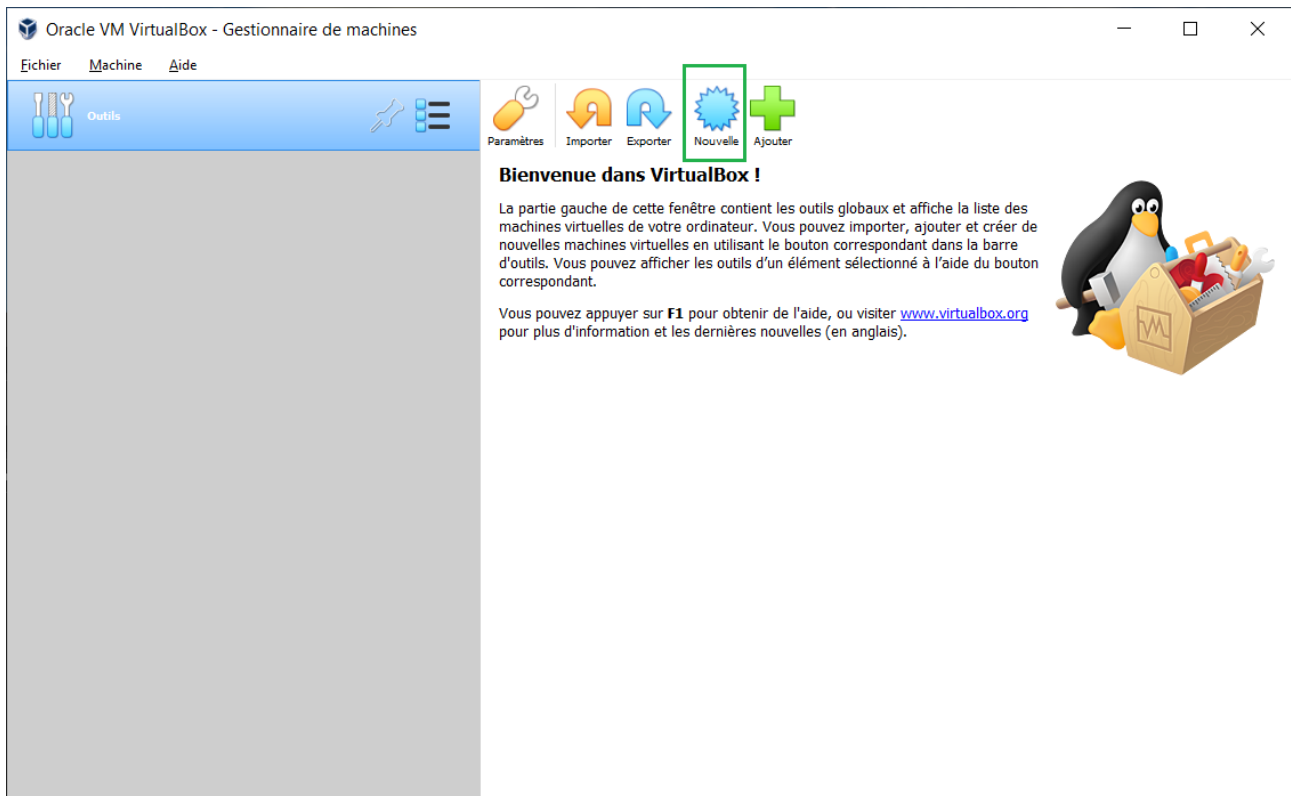 Oracle VM VirtualBox - Gestionnaire de machines
Fichier Machine Aide
Outils
Paramètres Importer Exporter Nouvelle Ajouter
Bienvenue dans VirtualBox !
La partie gauche de cette fenêtre contient les outils globaux et affiche la liste des
machines virtuelles de votre ordinateur. Vous pouvez importer, ajouter et créer de
nouvelles machines virtuelles en utilisant le bouton correspondant dans la barre
d'outils. Vous pouvez afficher les outils d’un élément sélectionné à l’aide du bouton
correspondant.
Vous pouvez appuyer sur F1 pour obtenir de l'aide, ou visiter www.virtualbox.org
pour plus d'information et les dernières nouvelles (en anglais).